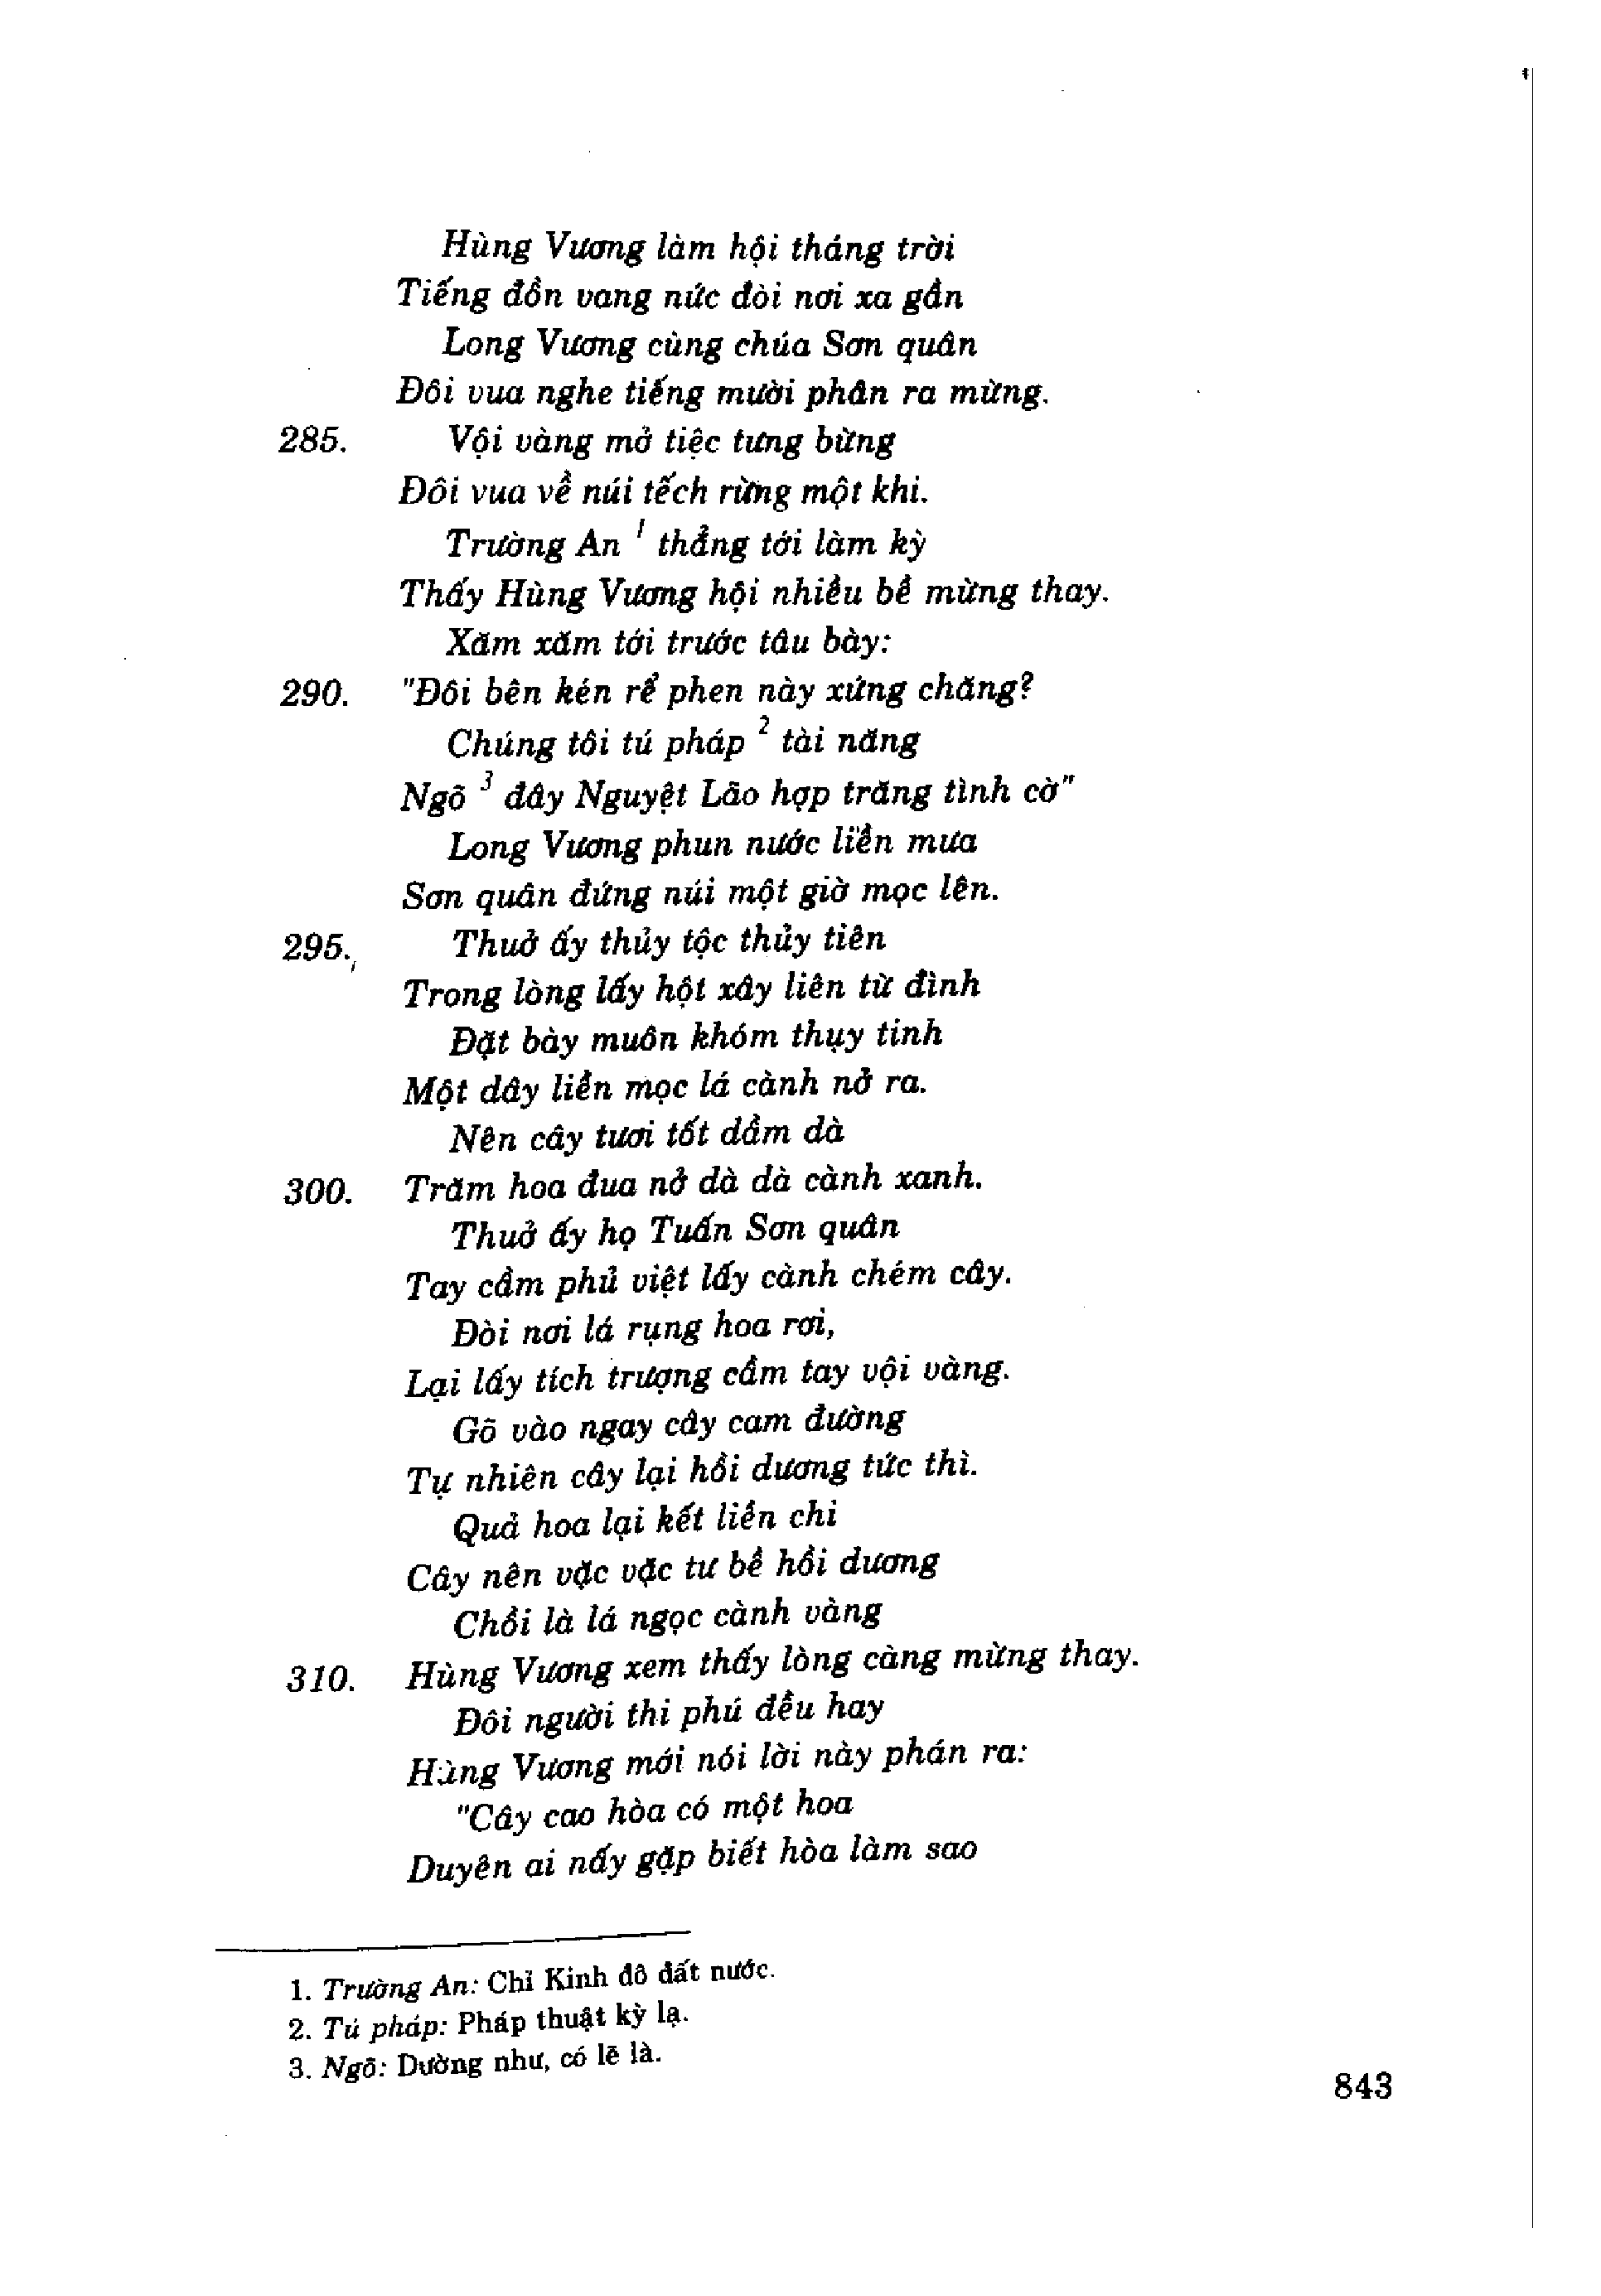 Hùng Vương làm hội tháng trời
Tiếng đồn vang nức đòi nơi xa gần
Long Vương cùng chúa Sơn quân
Đôi vua nghe tiếng mười phân ra mừng.
285. Vội vàng mở tiệc tưng bừng
Đôi vua về núi tếch rừng một khi.
Trường An ¹ thẳng tới làm kỳ
Thấy Hùng Vương hội nhiều bề mừng thay.
Xăm xăm tới trước tâu bày:
290. "Đôi bên kén rể phen này xứng chăng?
Chúng tôi tú pháp ² tài năng
Ngõ ³ đây Nguyệt Lão hợp trăng tình cờ"
Long Vương phun nước liền mưa
Sơn quân đứng núi một giờ mọc lên.
295. Thuở ấy thủy tộc thủy tiên
Trong lòng lấy hột xây liên từ đình
Đặt bày muôn khóm thụy tinh
Một dây liền mọc lá cành nở ra.
Nên cây tươi tốt dầm dà
300. Trăm hoa đua nở dà dà cành xanh.
Thuở ấy họ Tuấn Sơn quân
Tay cầm phủ việt lấy cành chém cây.
Đòi nơi lá rụng hoa rơi,
Lại lấy tích trượng cầm tay vội vàng.
Gõ vào ngay cây cam đường
Tự nhiên cây lại hồi dương tức thì.
Quả hoa lại kết liền chi
Cây nên vặc vặc tư bề hồi dương
Chồi là lá ngọc cành vàng
310. Hùng Vương xem thấy lòng càng mừng thay.
Đôi người thi phú đều hay
Hùng Vương mới nói lời này phán ra:
"Cây cao hòa có một hoa
Duyên ai nấy gặp biết hòa làm sao
1. Trường An: Chỉ Kinh đô đất nước.
2. Tú pháp: Pháp thuật kỳ lạ.
3. Ngõ: Dường như, có lẽ là.
843